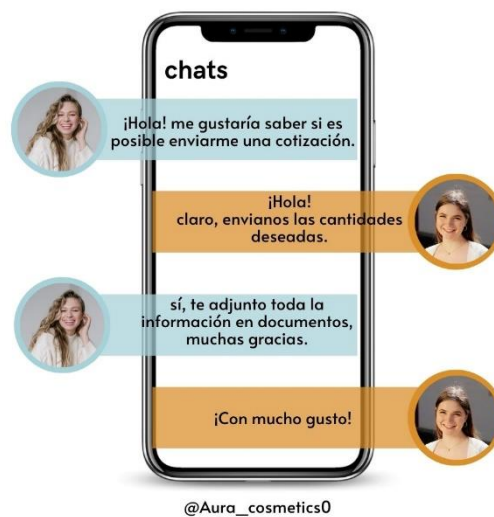 chats
¡Hola! me gustaría saber si es
posible enviarme una cotización.
¡Hola!
claro, envianos las cantidades
deseadas.
sí, te adjunto toda la
información en documentos,
muchas gracias.
¡Con mucho gusto!
@Aura_cosmetics0